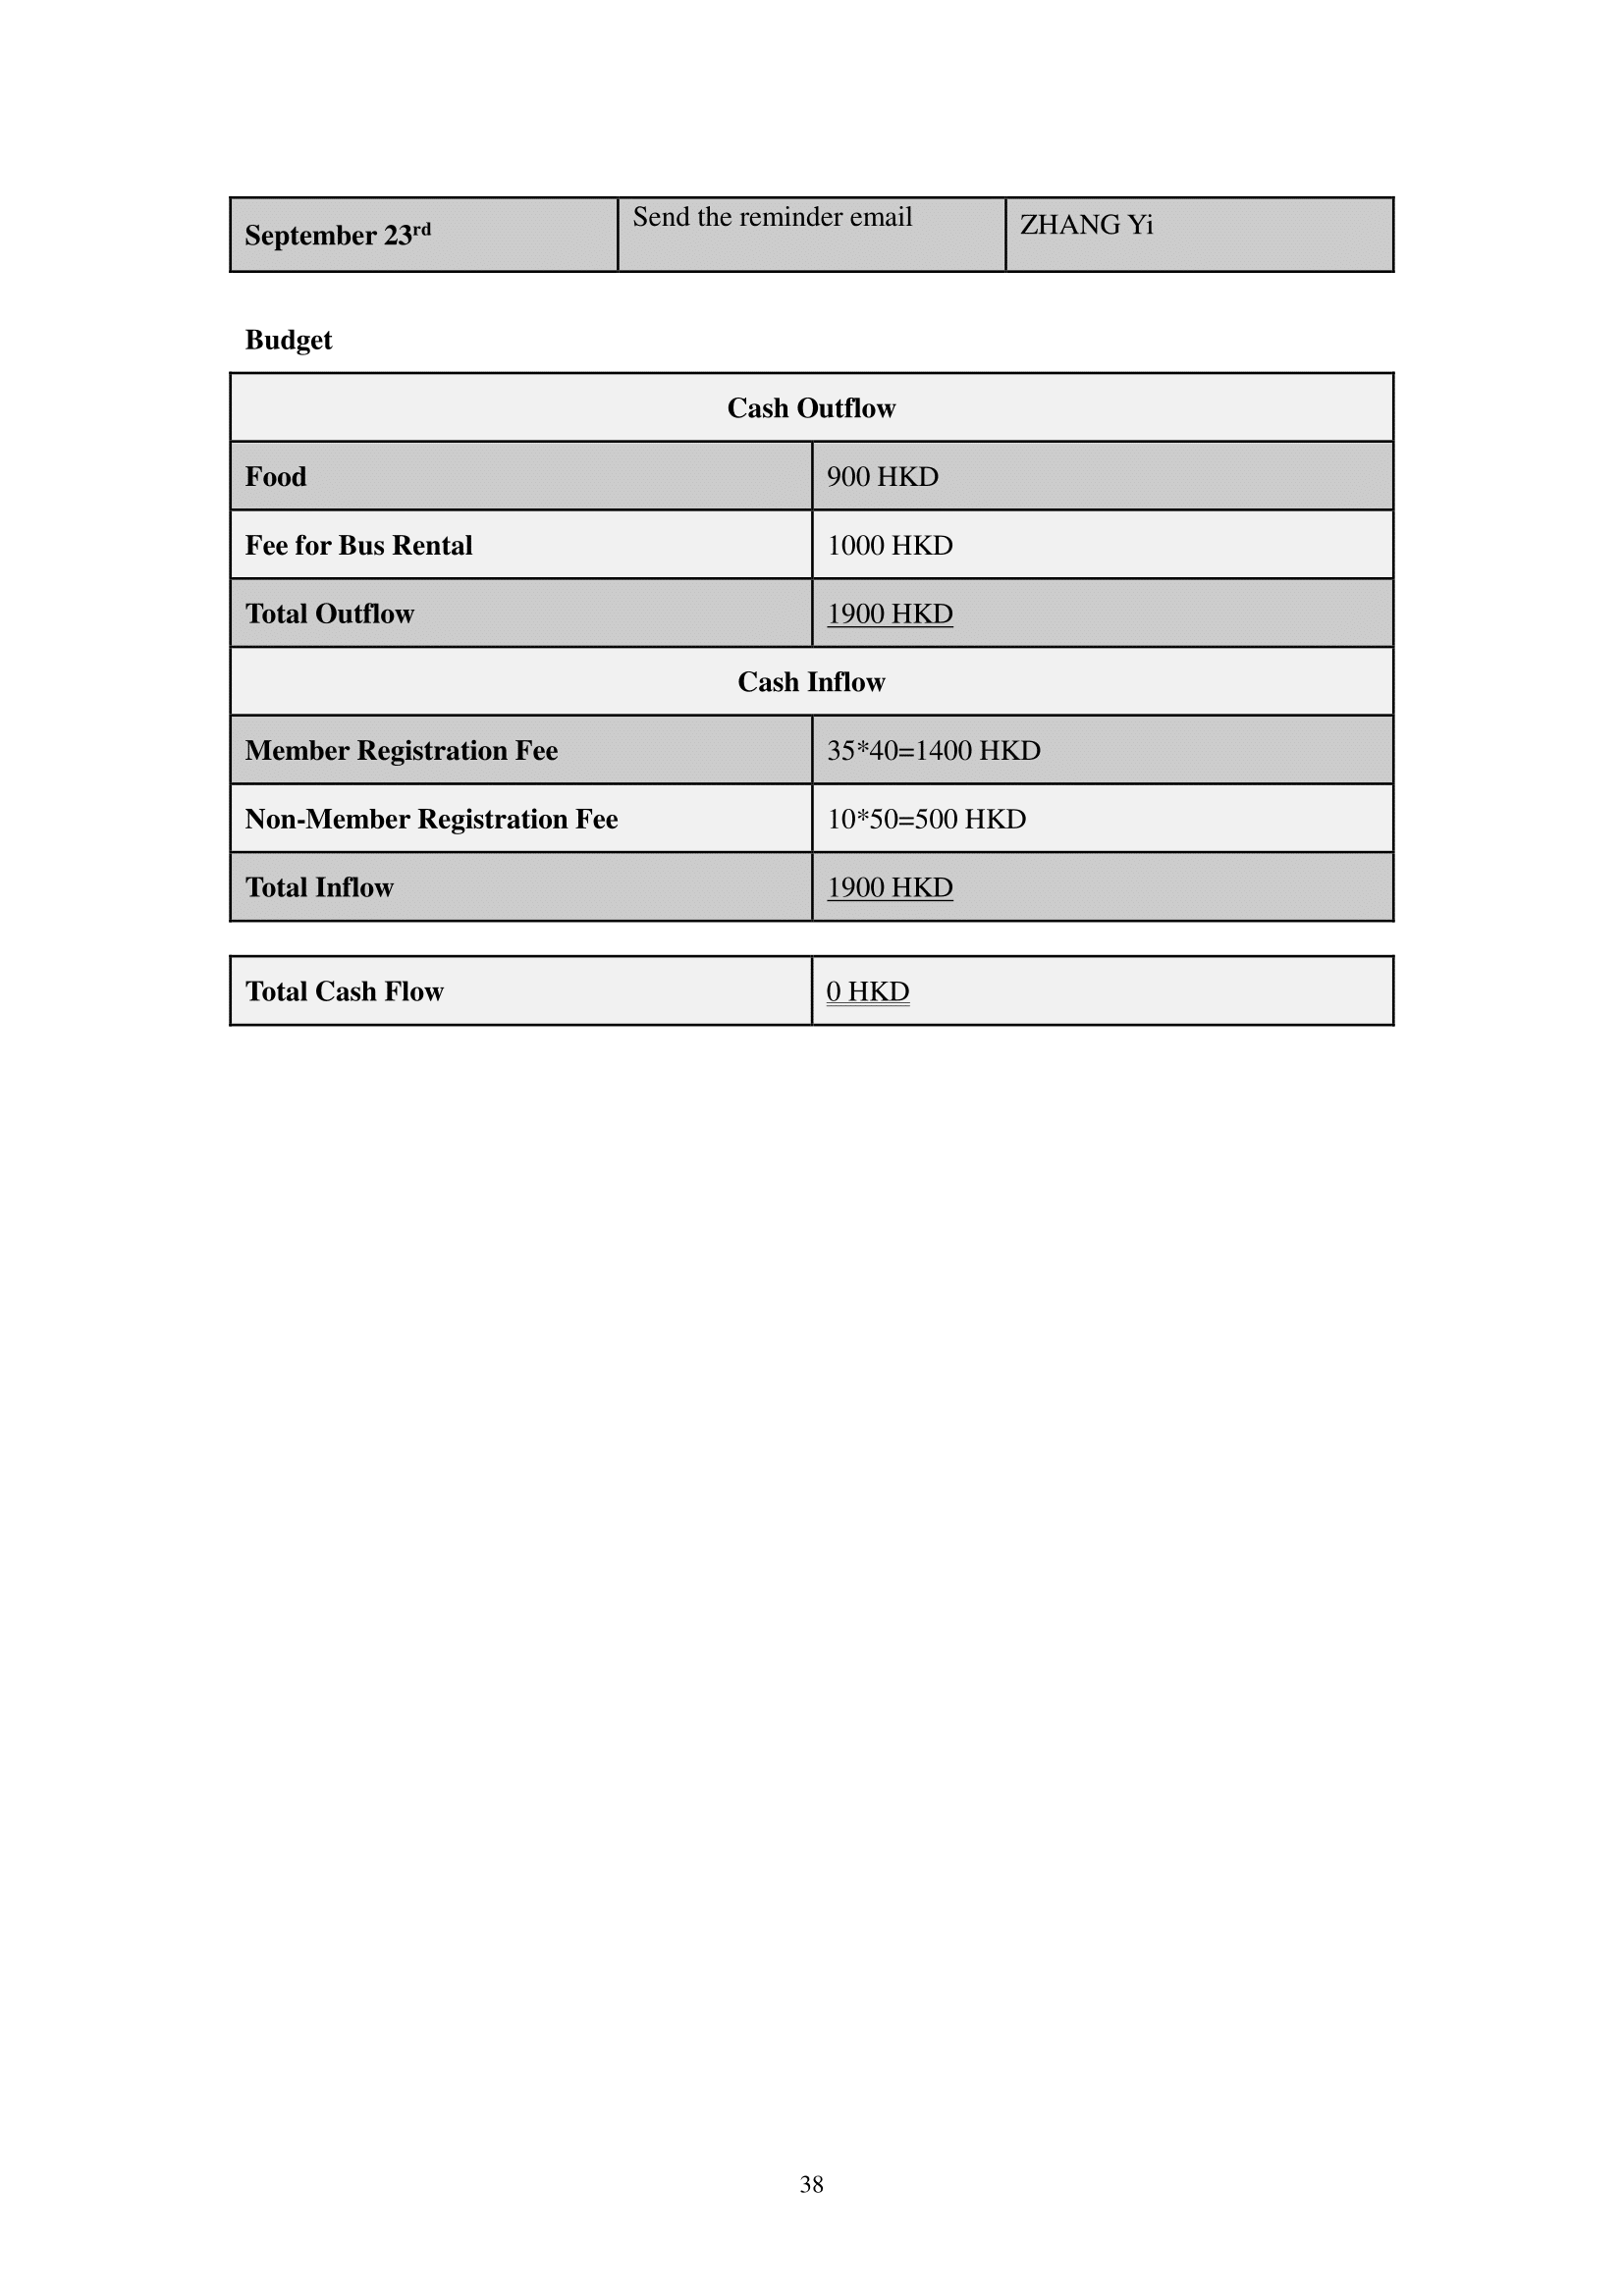 September 23rd
Send the reminder email
ZHANG Yi
Budget
Cash Outflow
Food
900 HKD
Fee for Bus Rental
1000 HKD
Total Outflow
1900 HKD
Cash Inflow
Member Registration Fee
35*40=1400 HKD
Non-Member Registration Fee
10*50=500 HKD
Total Inflow
1900 HKD
Total Cash Flow
0 HKD
38